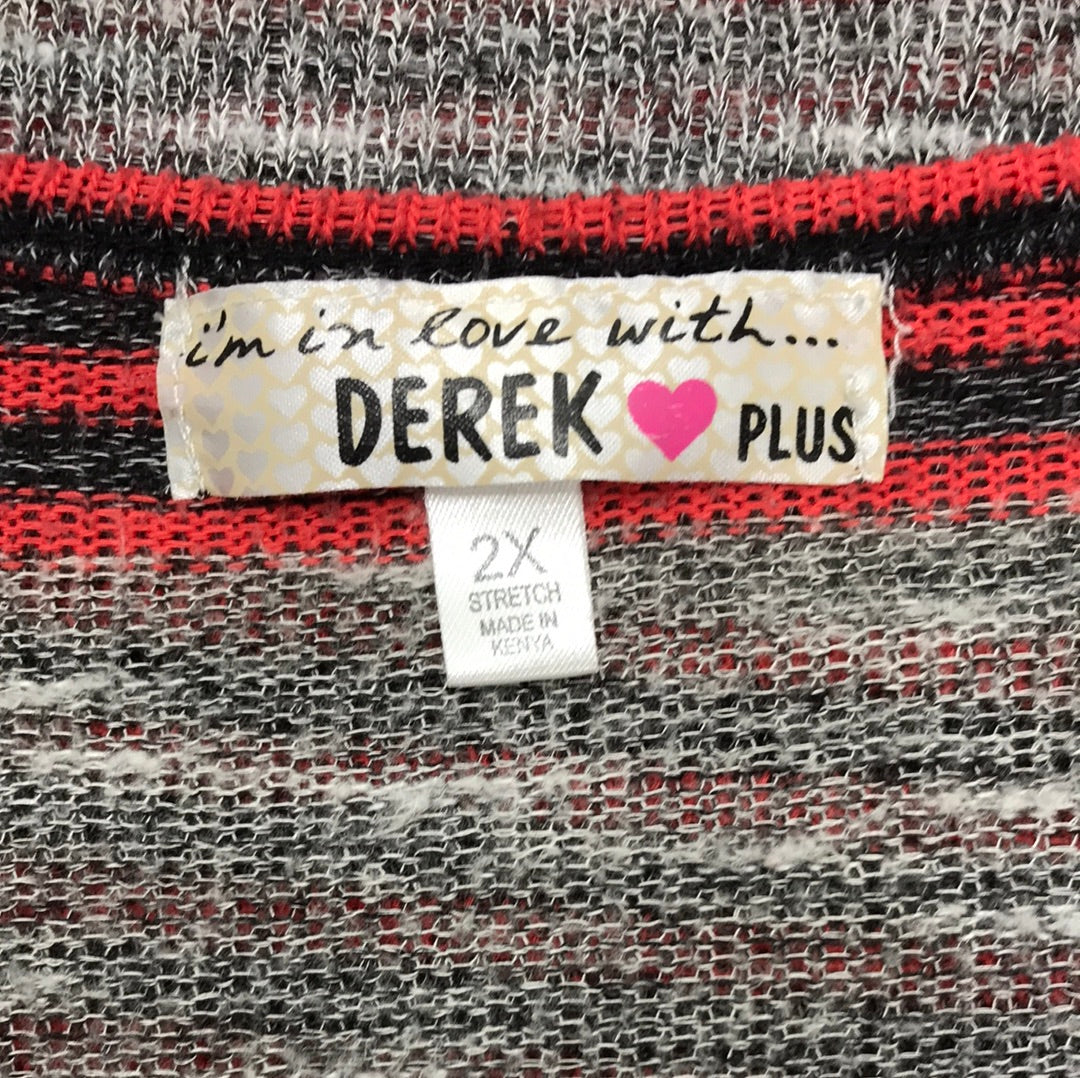 i'm in love with...
DEREK PLUS
2X
STRETCH
MADE IN
KENYA